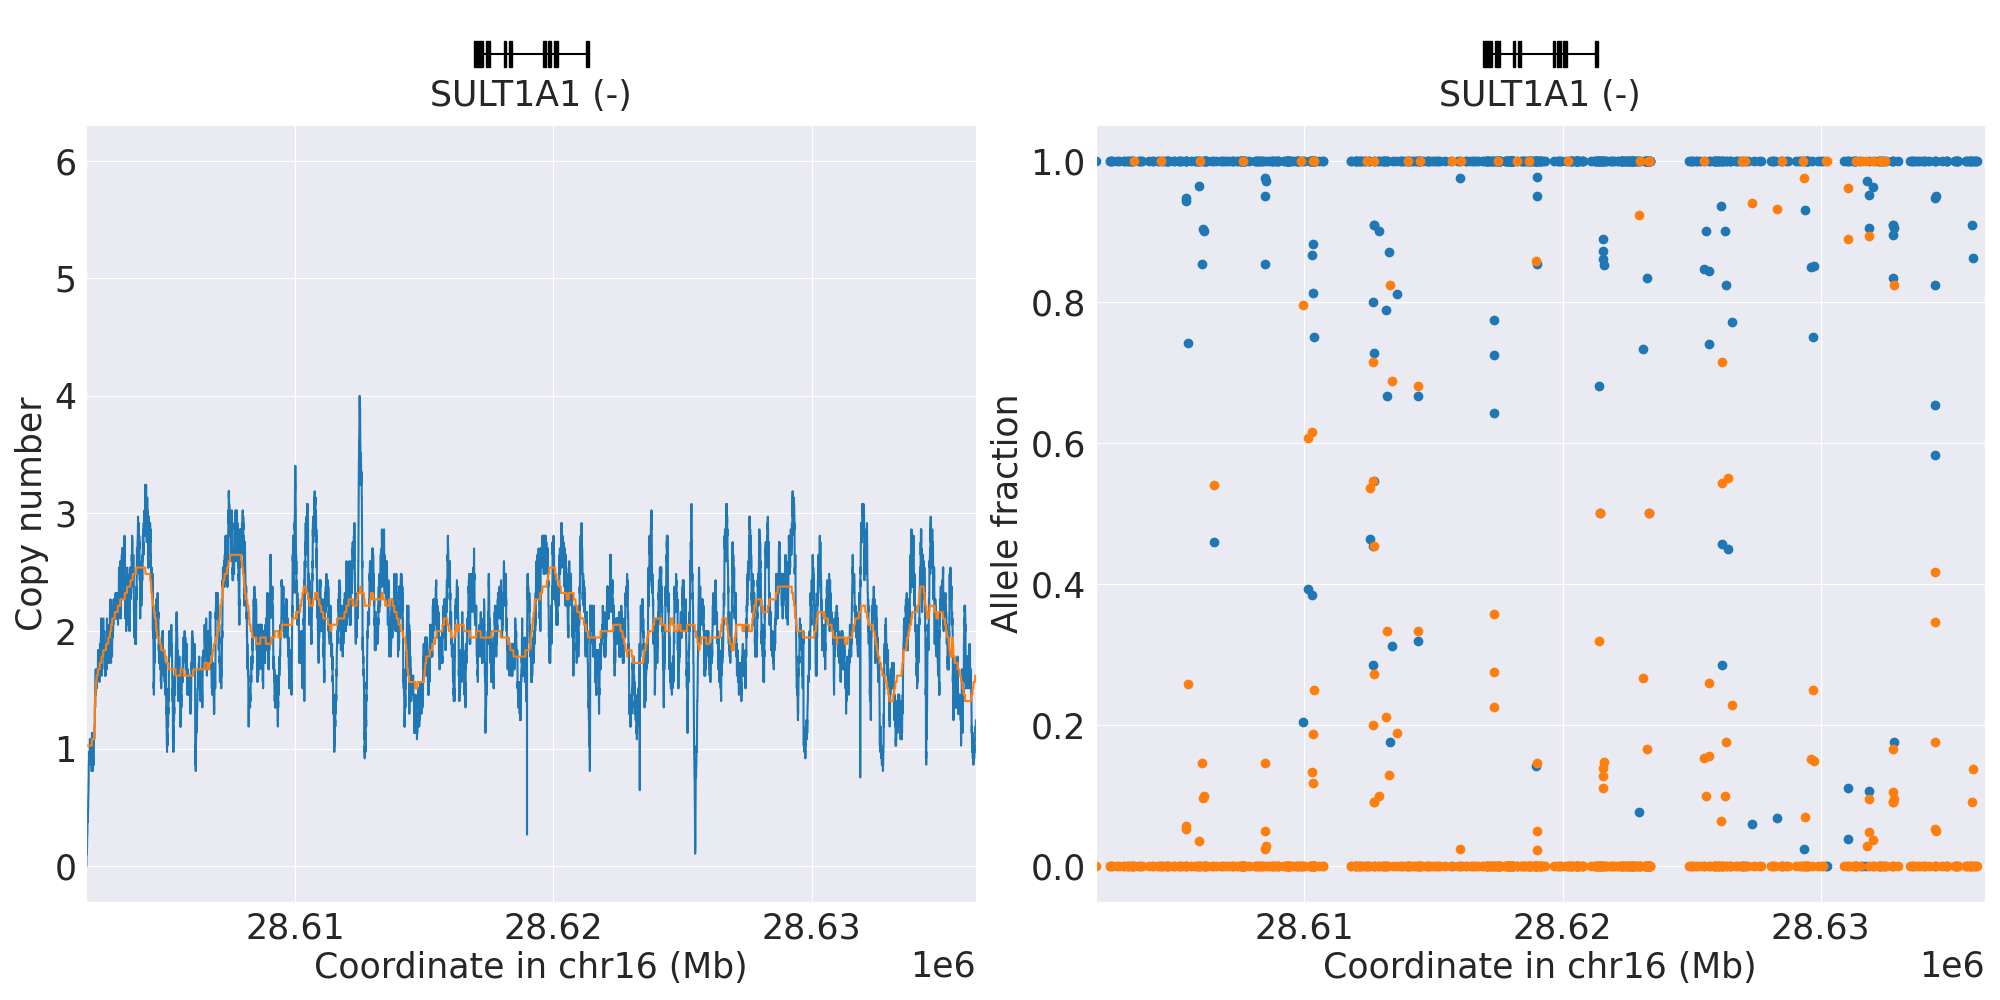 SULT1A1 (-)
6
5
4
3
2
1
0
Copy number
28.61
28.62
28.63
Coordinate in chr16 (Mb)
1e6
SULT1A1 (-)
1.0
0.8
0.6
0.4
0.2
0.0
Allele fraction
28.61
28.62
28.63
Coordinate in chr16 (Mb)
1e6